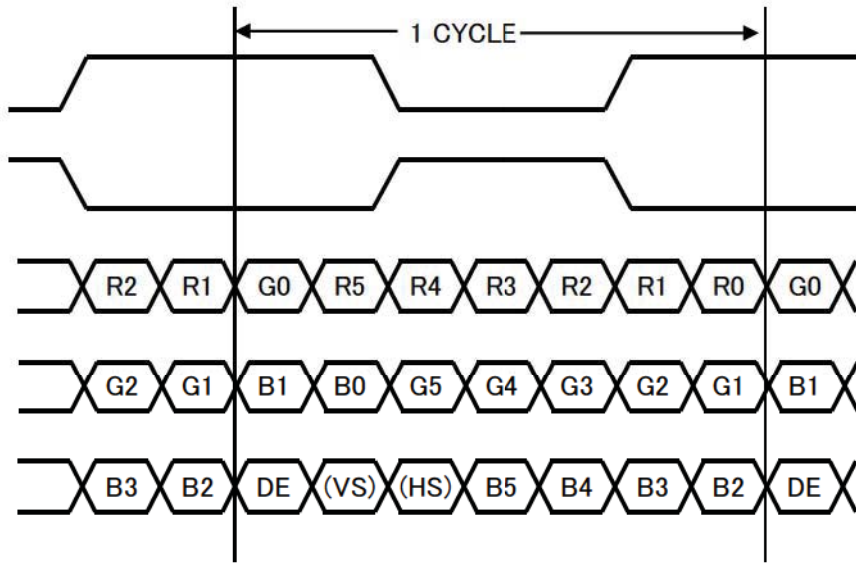 1 CYCLE
R2 R1 G0 R5 R4 R3 R2 R1 R0 G0
G2 G1 B1 B0 G5 G4 G3 G2 G1 B1
B3 B2 DE (VS) (HS) B5 B4 B3 B2 DE